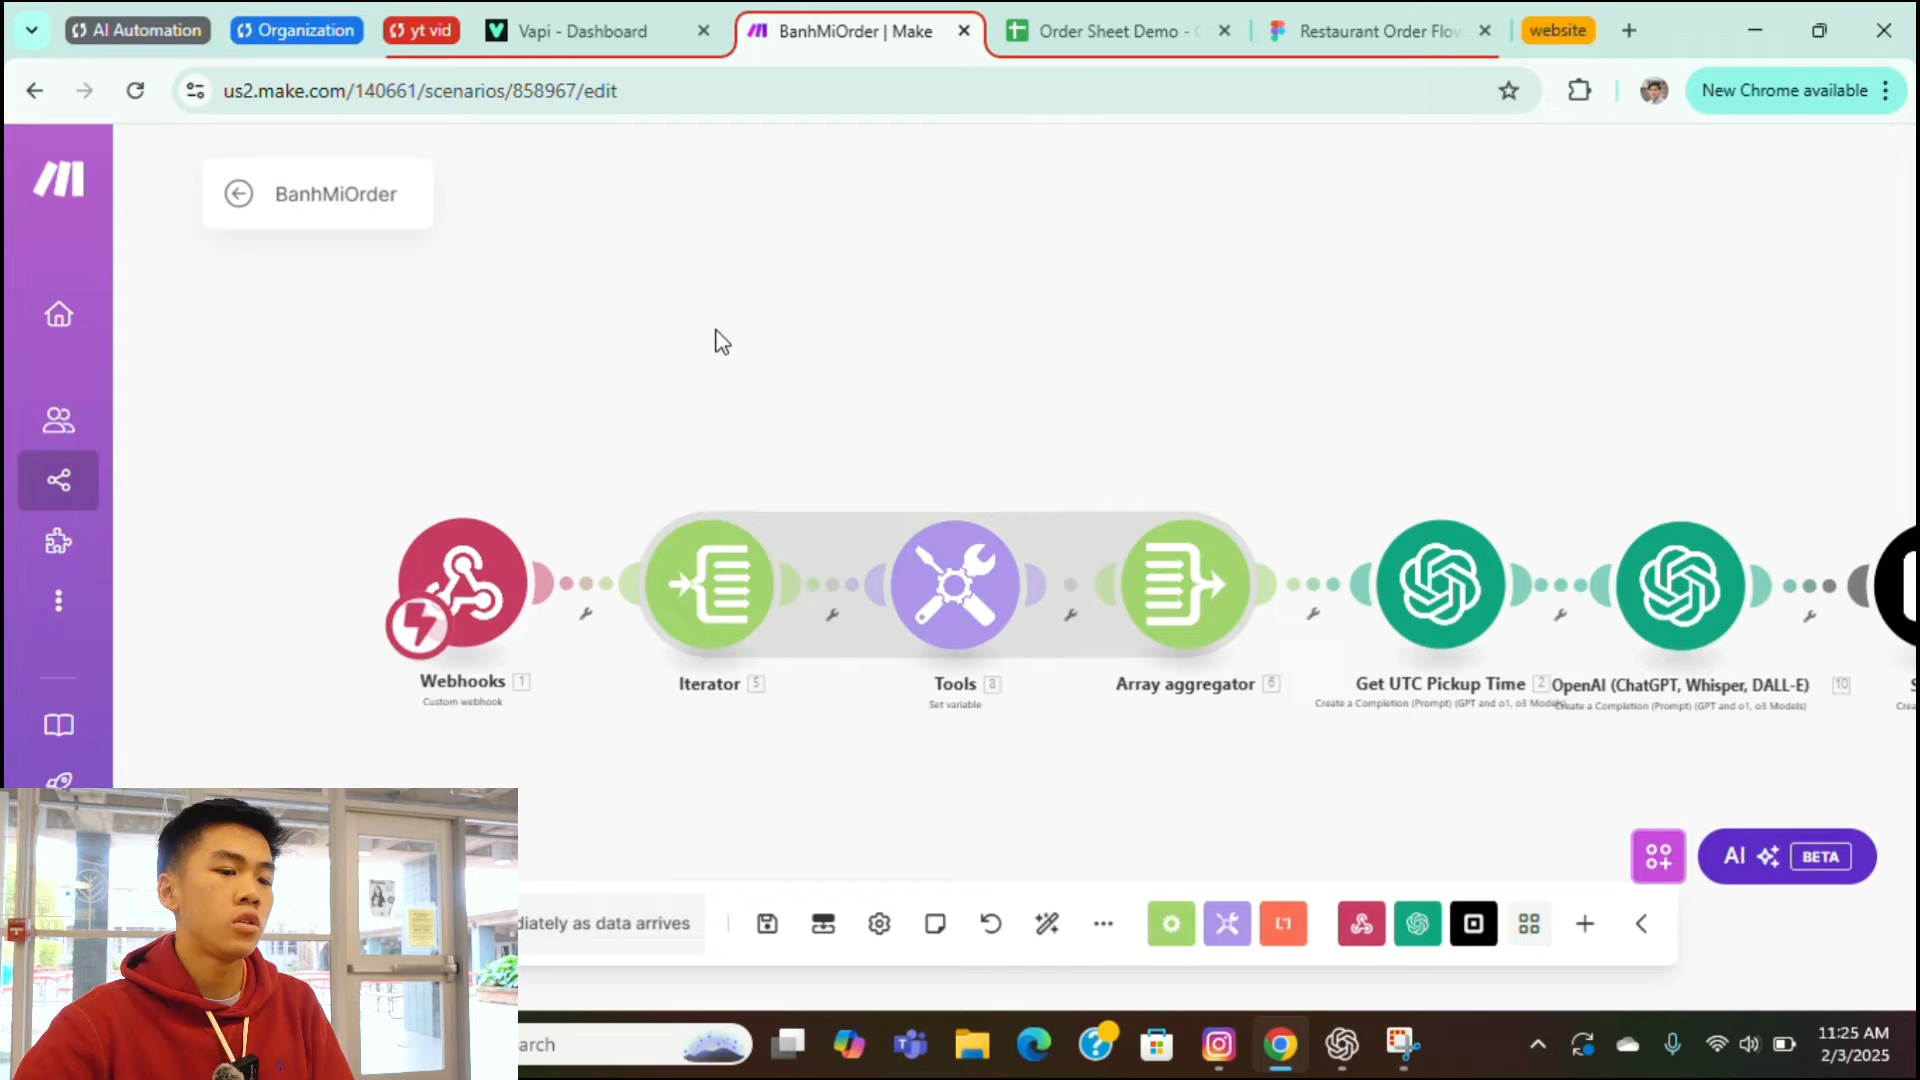 AI Automation
Organization
yt vid
Vapi - Dashboard
BanhMiOrder | Make
Order Sheet Demo -
Restaurant Order Flo
website
us2.make.com/140661/scenarios/858967/edit
New Chrome available
BanhMiOrder
Webhooks 1
Custom webhook
Iterator 5
Tools 8
Set variable
Array aggregator 6
Get UTC Pickup Time 2
Create a Completion (Prompt) (GPT and o1, o3 Models)
OpenAI (ChatGPT, Whisper, DALL-E) 10
Create a Completion (Prompt) (GPT and o1, o3 Models)
S
Crea
AI BETA
diately as data arrives
arch
11:25 AM
2/3/2025